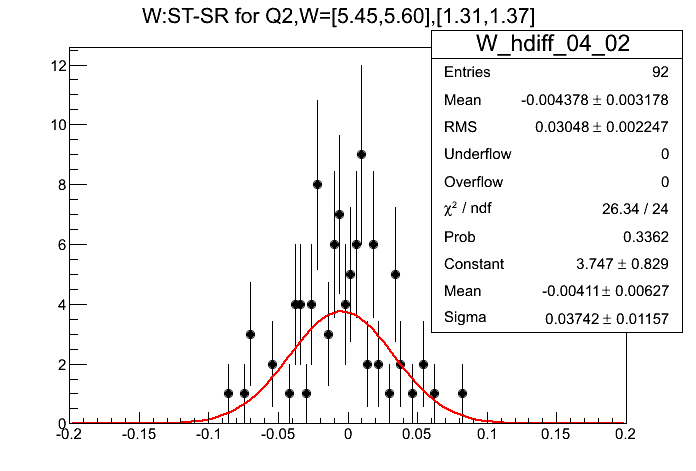 W:ST-SR for Q2,W=[5.45,5.60],[1.31,1.37]
W_hdiff_04_02
Entries 92
Mean -0.004378 ± 0.003178
RMS 0.03048 ± 0.002247
Underflow 0
Overflow 0
χ² / ndf 26.34 / 24
Prob 0.3362
Constant 3.747 ± 0.829
Mean -0.00411 ± 0.00627
Sigma 0.03742 ± 0.01157
12
10
8
6
4
2
0
-0.2 -0.15 -0.1 -0.05 0 0.05 0.1 0.15 0.2